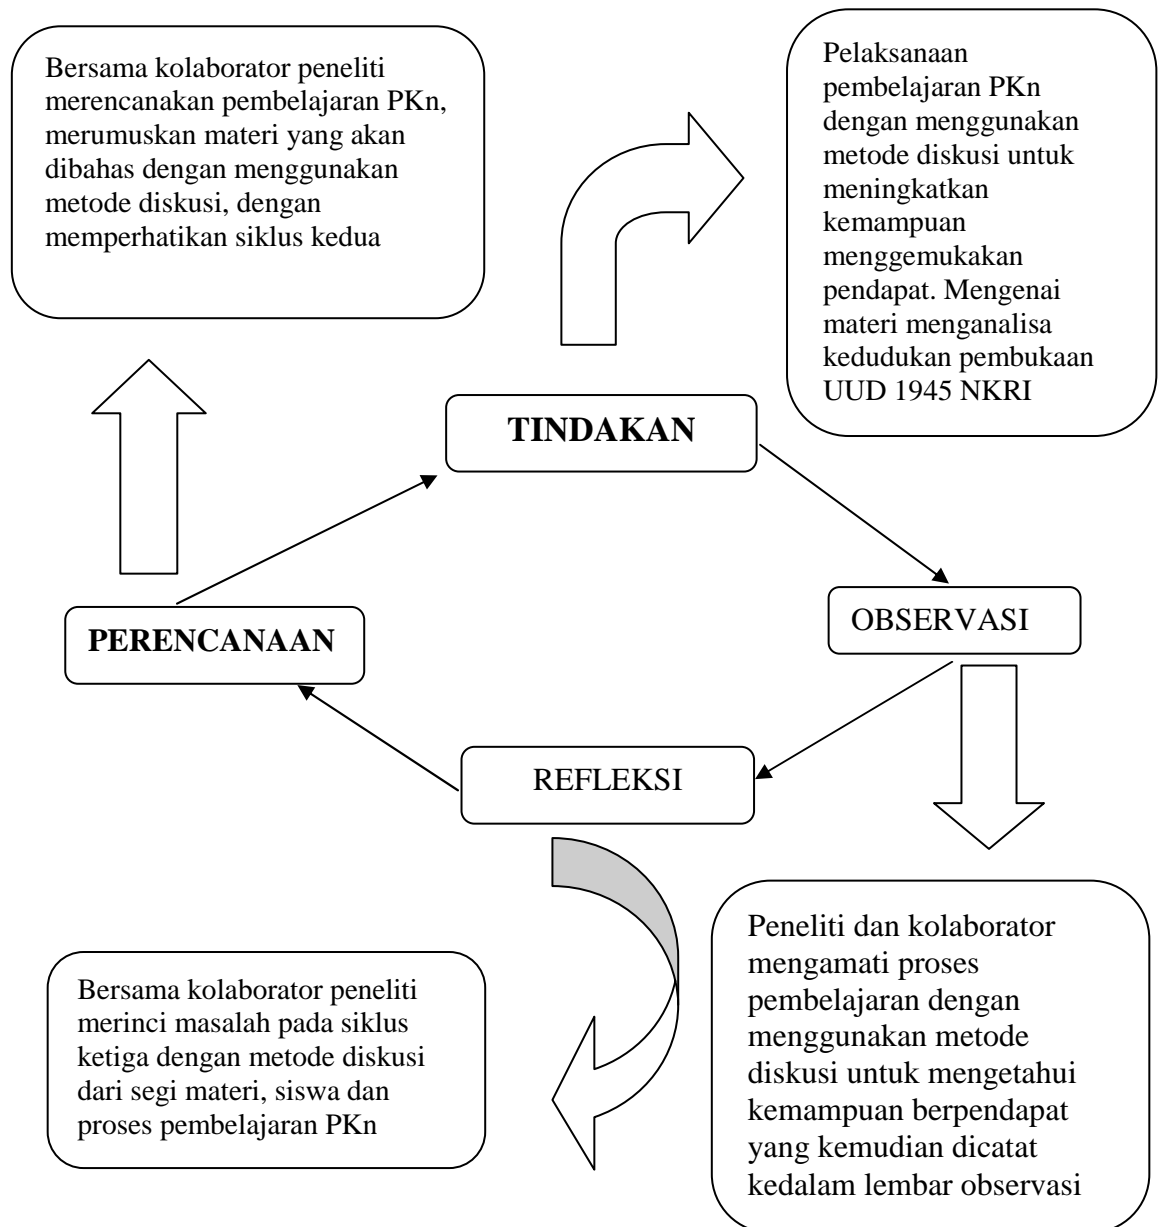 Bersama kolaborator peneliti
merencanakan pembelajaran PKn,
merumuskan materi yang akan
dibahas dengan menggunakan
metode diskusi, dengan
memperhatikan siklus kedua
Pelaksanaan
pembelajaran PKn
dengan menggunakan
metode diskusi untuk
meningkatkan
kemampuan
menggemukakan
pendapat. Mengenai
materi menganalisa
kedudukan pembukaan
UUD 1945 NKRI
TINDAKAN
PERENCANAAN
OBSERVASI
REFLEKSI
Bersama kolaborator peneliti
merinci masalah pada siklus
ketiga dengan metode diskusi
dari segi materi, siswa dan
proses pembelajaran PKn
Peneliti dan kolaborator
mengamati proses
pembelajaran dengan
menggunakan metode
diskusi untuk mengetahui
kemampuan berpendapat
yang kemudian dicatat
kedalam lembar observasi